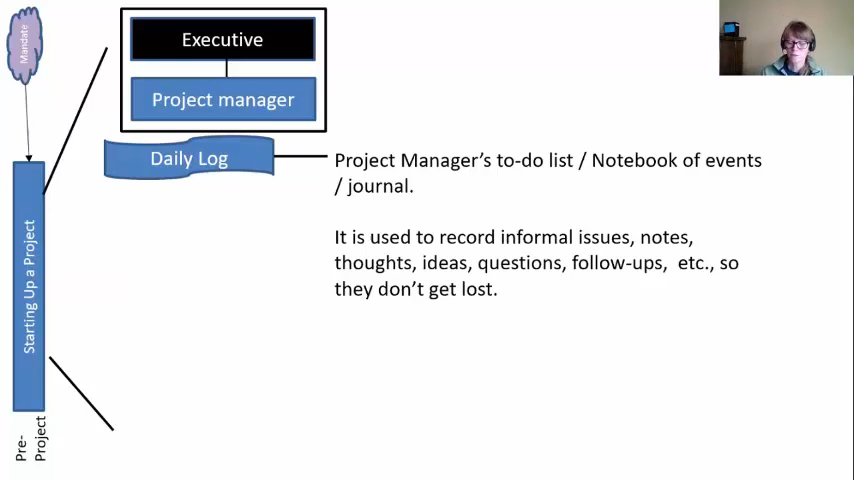 Mandate
Executive
Project manager
Daily Log
Project Manager's to-do list / Notebook of events
/ journal.
It is used to record informal issues, notes,
thoughts, ideas, questions, follow-ups, etc., so
they don't get lost.
Starting Up a Project
Pre-
Project